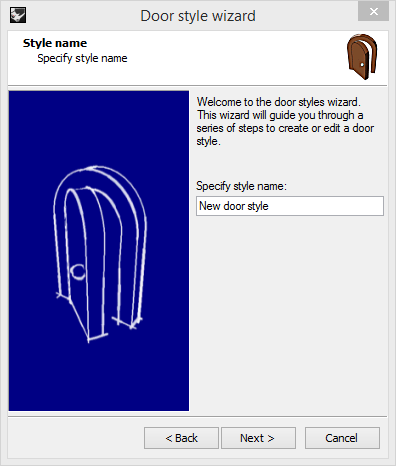 Door style wizard
Style name
Specify style name
Welcome to the door styles wizard.
This wizard will guide you through a
series of steps to create or edit a door
style.
Specify style name:
New door style
< Back
Next >
Cancel